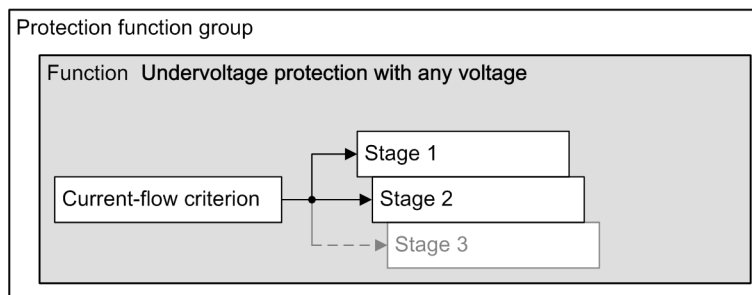 Protection function group
Function Undervoltage protection with any voltage
Stage 1
Current-flow criterion
Stage 2
Stage 3